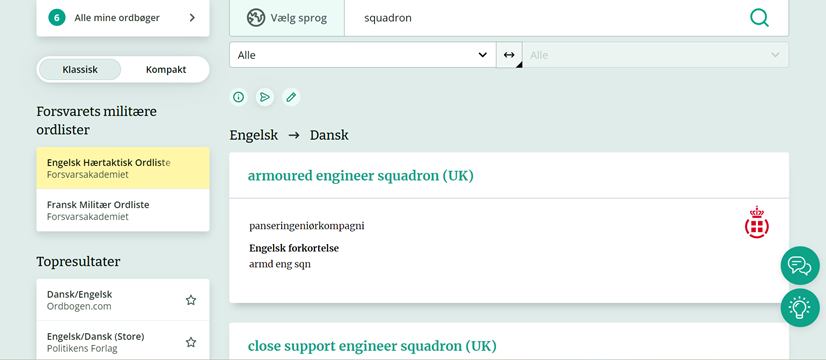 6 Alle mine ordbøger
Vælg sprog squadron
Alle Alle
Klassisk Kompakt
Forsvarets militære
ordlister
Engelsk Hærtaktisk Ordliste
Forsvarsakademiet
Fransk Militær Ordliste
Forsvarsakademiet
Topresultater
Dansk/Engelsk
Ordbogen.com
Engelsk/Dansk (Store)
Politikens Forlag
Engelsk → Dansk
armoured engineer squadron (UK)
panseringeniørkompagni
Engelsk forkortelse
armd eng sqn
close support engineer squadron (UK)